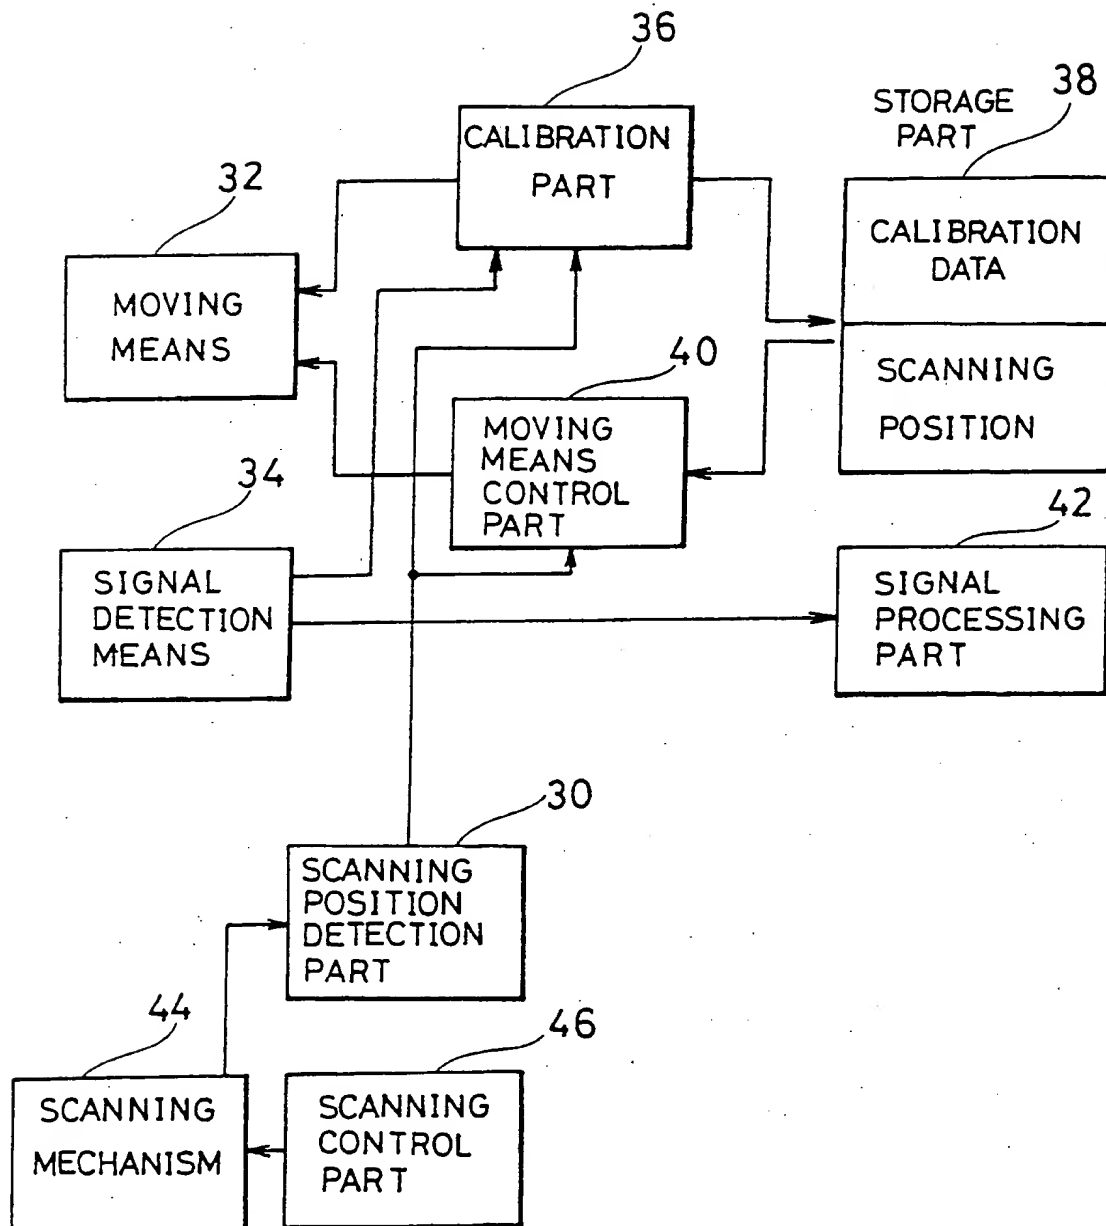 36
CALIBRATION
PART
STORAGE
PART
38
CALIBRATION
DATA
SCANNING
POSITION
32
MOVING
MEANS
40
MOVING
MEANS
CONTROL
PART
34
SIGNAL
DETECTION
MEANS
42
SIGNAL
PROCESSING
PART
30
SCANNING
POSITION
DETECTION
PART
44
SCANNING
MECHANISM
46
SCANNING
CONTROL
PART